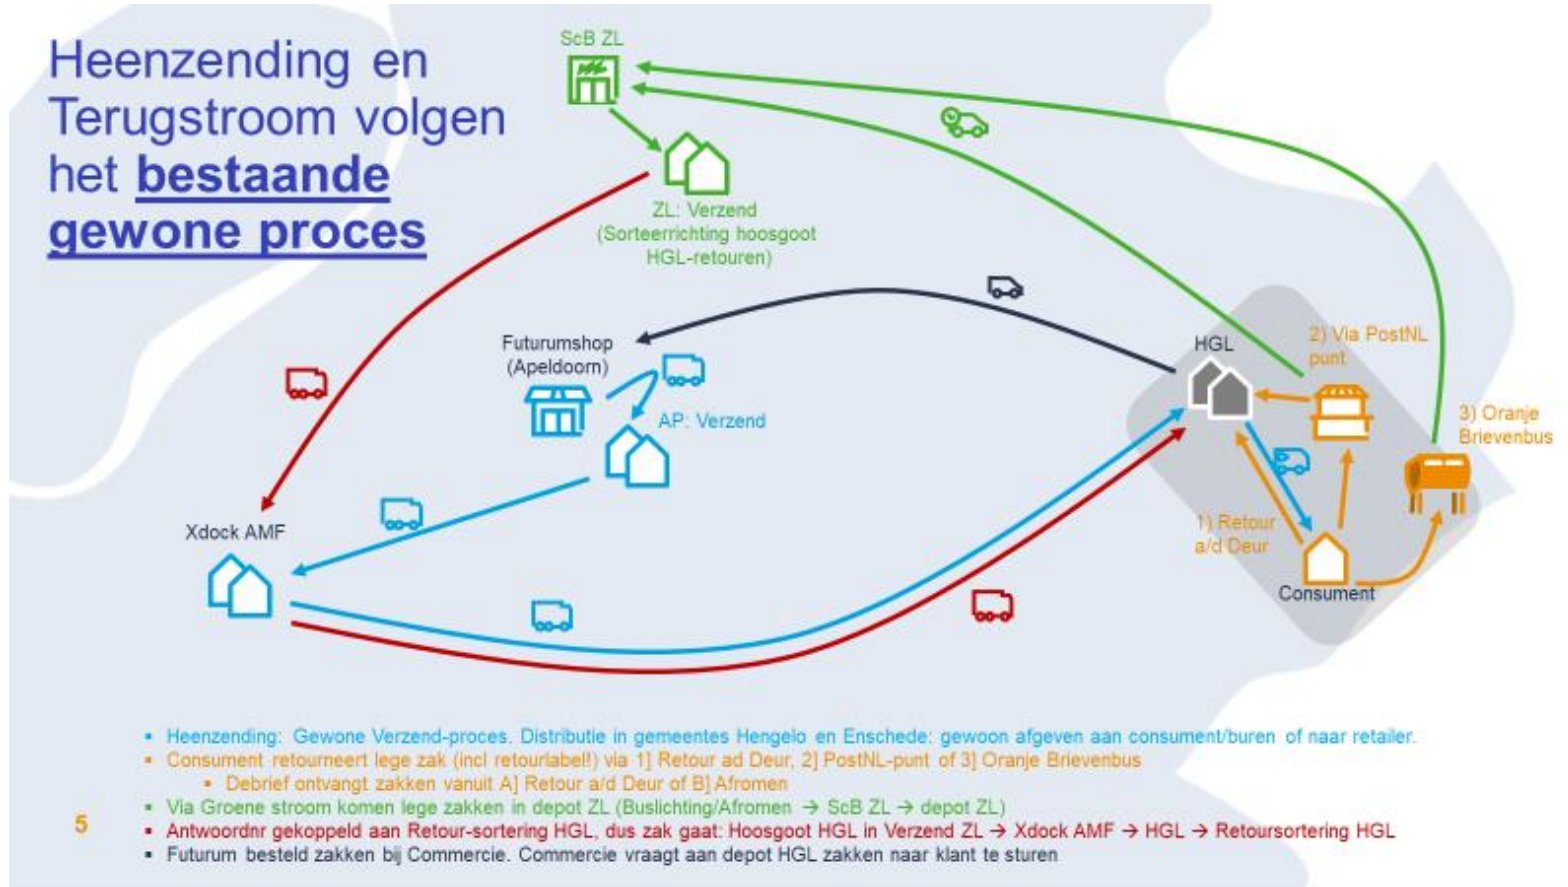 Heenzending en
Terugstroom volgen
het bestaande
gewone proces
ScB ZL
ZL: Verzend
(Sorteerrichting hoosgoot
HGL-retouren)
Futurumshop
(Apeldoorn)
AP: Verzend
HGL
2) Via PostNL
punt
3) Oranje
Brievenbus
1) Retour
a/d Deur
Consument
Xdock AMF
▪ Heenzending: Gewone Verzend-proces. Distributie in gemeentes Hengelo en Enschede: gewoon afgeven aan consument/buren of naar retailer.
▪ Consument retourneert lege zak (incl retourlabel!) via 1] Retour ad Deur, 2] PostNL-punt of 3] Oranje Brievenbus
▪ Debrief ontvangt zakken vanuit A] Retour a/d Deur of B] Afromen
▪ Via Groene stroom komen lege zakken in depot ZL (Buslichting/Afromen → ScB ZL → depot ZL)
▪ Antwoordnr gekoppeld aan Retour-sortering HGL, dus zak gaat: Hoosgoot HGL in Verzend ZL → Xdock AMF → HGL → Retoursortering HGL
▪ Futurum besteld zakken bij Commercie. Commercie vraagt aan depot HGL zakken naar klant te sturen
5